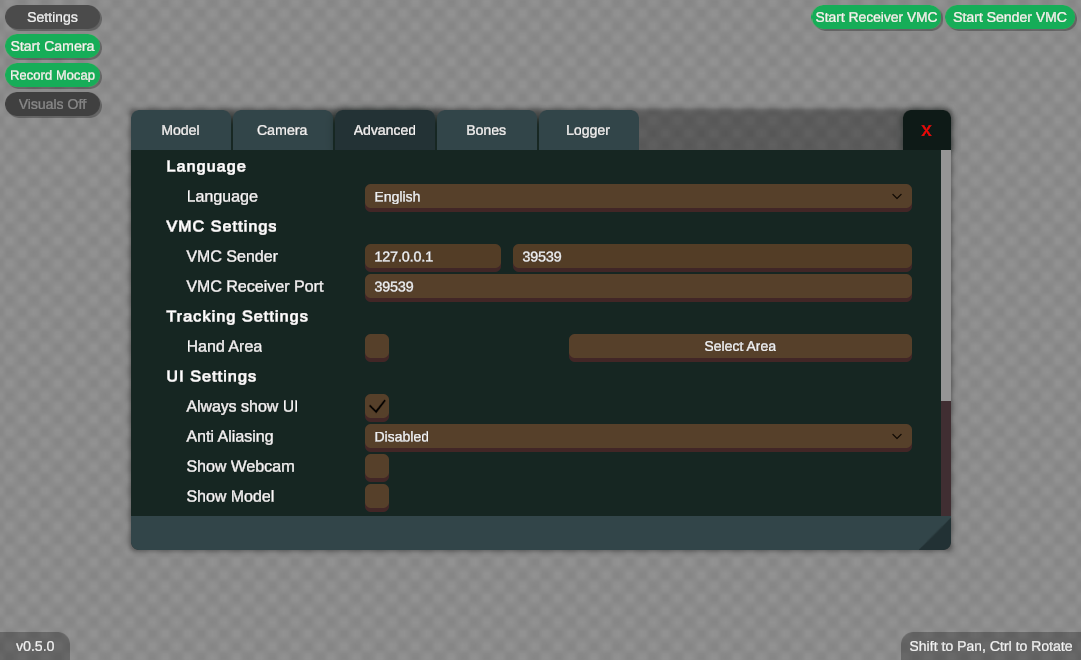 Settings
Start Camera
Record Mocap
Visuals Off
Start Receiver VMC
Start Sender VMC
Model
Camera
Advanced
Bones
Logger
X
Language
Language
English
VMC Settings
VMC Sender
127.0.0.1
39539
VMC Receiver Port
39539
Tracking Settings
Hand Area
Select Area
UI Settings
Always show UI
Anti Aliasing
Disabled
Show Webcam
Show Model
v0.5.0
Shift to Pan, Ctrl to Rotate